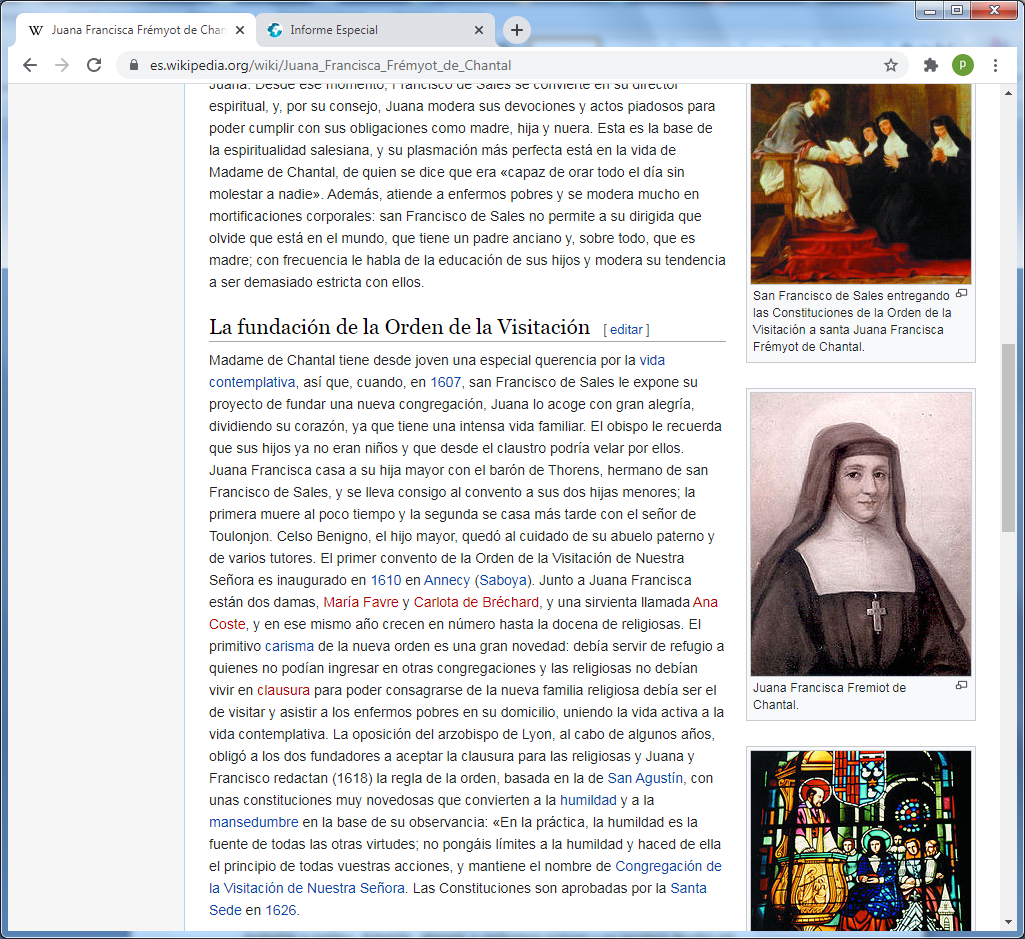 Juana Francisca Frémyot de Chan
Informe Especial
es.wikipedia.org/wiki/Juana_Francisca_Frémyot_de_Chantal
p
Juana. Desde ese momento, Francisco de Sales se convierte en su director
espiritual, y, por su consejo, Juana modera sus devociones y actos piadosos para
poder cumplir con sus obligaciones como madre, hija y nuera. Esta es la base de
la espiritualidad salesiana, y su plasmación más perfecta está en la vida de
Madame de Chantal, de quien se dice que era «capaz de orar todo el día sin
molestar a nadie». Además, atiende a enfermos pobres y se modera mucho en
mortificaciones corporales: san Francisco de Sales no permite a su dirigida que
olvide que está en el mundo, que tiene un padre anciano y, sobre todo, que es
madre; con frecuencia le habla de la educación de sus hijos y modera su tendencia
a ser demasiado estricta con ellos.
La fundación de la Orden de la Visitación [ editar ]
Madame de Chantal tiene desde joven una especial querencia por la vida
contemplativa, así que, cuando, en 1607, san Francisco de Sales le expone su
proyecto de fundar una nueva congregación, Juana lo acoge con gran alegría,
dividiendo su corazón, ya que tiene una intensa vida familiar. El obispo le recuerda
que sus hijos ya no eran niños y que desde el claustro podría velar por ellos.
Juana Francisca casa a su hija mayor con el barón de Thorens, hermano de san
Francisco de Sales, y se lleva consigo al convento a sus dos hijas menores; la
primera muere al poco tiempo y la segunda se casa más tarde con el señor de
Toulonjon. Celso Benigno, el hijo mayor, quedó al cuidado de su abuelo paterno y
de varios tutores. El primer convento de la Orden de la Visitación de Nuestra
Señora es inaugurado en 1610 en Annecy (Saboya). Junto a Juana Francisca
están dos damas, María Favre y Carlota de Bréchard, y una sirvienta llamada Ana
Coste, y en ese mismo año crecen en número hasta la docena de religiosas. El
primitivo carisma de la nueva orden es una gran novedad: debía servir de refugio a
quienes no podían ingresar en otras congregaciones y las religiosas no debían
vivir en clausura para poder consagrarse de la nueva familia religiosa debía ser el
de visitar y asistir a los enfermos pobres en su domicilio, uniendo la vida activa a la
vida contemplativa. La oposición del arzobispo de Lyon, al cabo de algunos años,
obligó a los dos fundadores a aceptar la clausura para las religiosas y Juana y
Francisco redactan (1618) la regla de la orden, basada en la de San Agustín, con
unas constituciones muy novedosas que convierten a la humildad y a la
mansedumbre en la base de su observancia: «En la práctica, la humildad es la
fuente de todas las otras virtudes; no pongáis límites a la humildad y haced de ella
el principio de todas vuestras acciones, y mantiene el nombre de Congregación de
la Visitación de Nuestra Señora. Las Constituciones son aprobadas por la Santa
Sede en 1626.
San Francisco de Sales entregando
las Constituciones de la Orden de la
Visitación a santa Juana Francisca
Frémyot de Chantal.
Juana Francisca Fremiot de
Chantal.